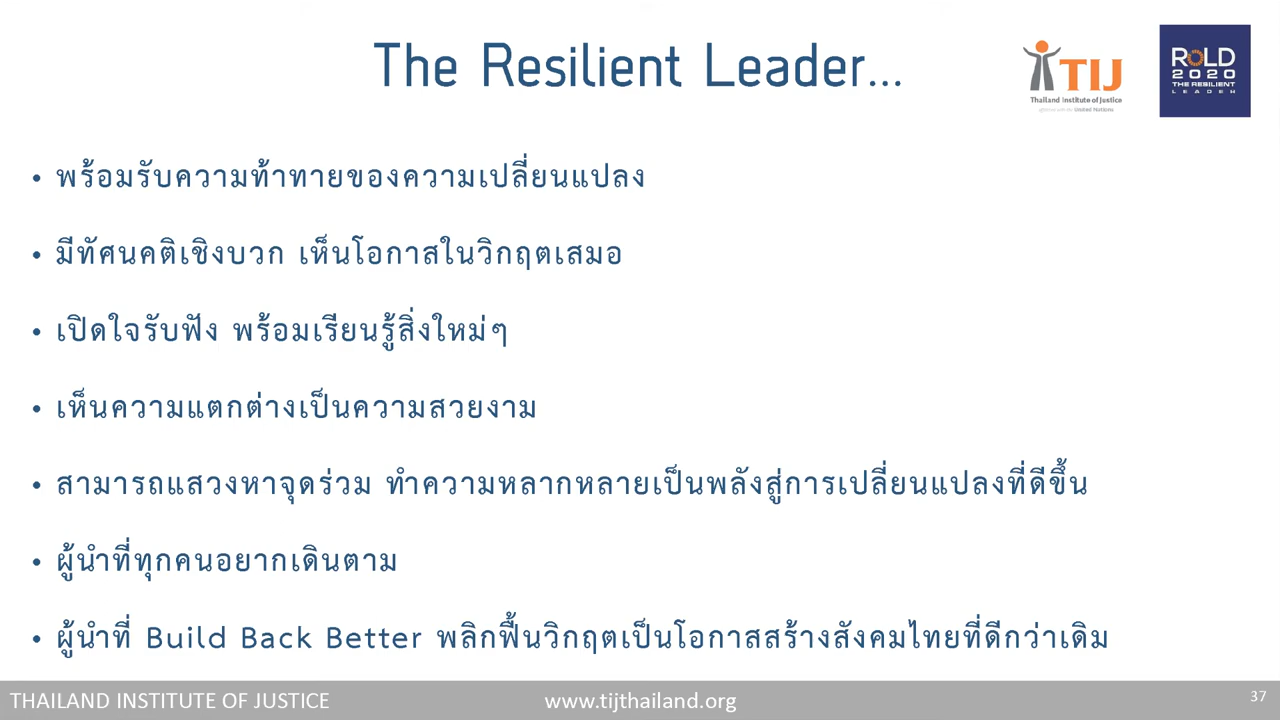 The Resilient Leader...
TIJ
Thailand Institute of Justice
ROLD
2020
THE RESILIENT
LEADER
• พร้อมรับความท้าทายของความเปลี่ยนแปลง
• มีทัศนคติเชิงบวก เห็นโอกาสในวิกฤตเสมอ
• เปิดใจรับฟัง พร้อมเรียนรู้สิ่งใหม่ๆ
• เห็นความแตกต่างเป็นความสวยงาม
• สามารถแสวงหาจุดร่วม ทำความหลากหลายเป็นพลังสู่การเปลี่ยนแปลงที่ดีขึ้น
• ผู้นำที่ทุกคนอยากเดินตาม
• ผู้นำที่ Build Back Better พลิกฟื้นวิกฤตเป็นโอกาสสร้างสังคมไทยที่ดีกว่าเดิม
THAILAND INSTITUTE OF JUSTICE
www.tijthailand.org
37